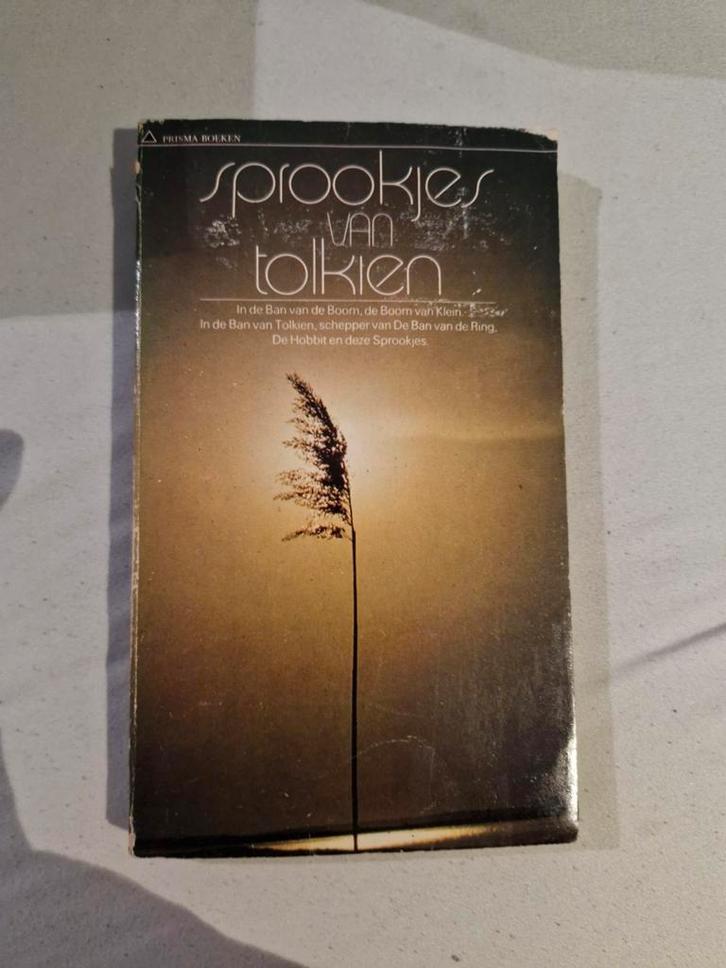 PRISMA BOEKEN
sprookjes
VAN
tolkien
In de Ban van de Boom, de Boom van Klein.
In de Ban van Tolkien, schepper van De Ban van de Ring,
De Hobbit en deze Sprookjes.